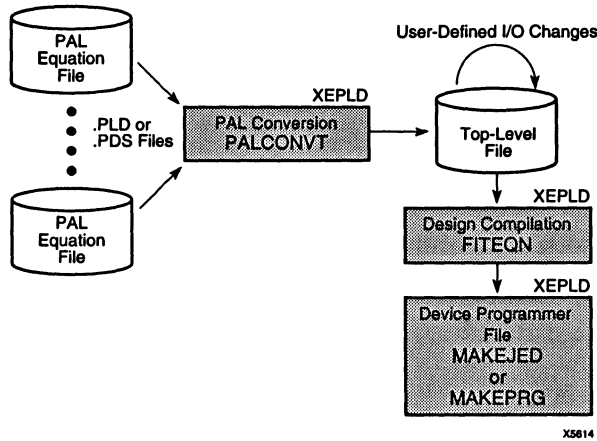 PAL
Equation
File
.PLD or
.PDS Files
PAL
Equation
File
XEPLD
PAL Conversion
PALCONVT
User-Defined I/O Changes
Top-Level
File
XEPLD
Design Compilation
FITEQN
XEPLD
Device Programmer
File
MAKEJED
or
MAKEPRG
X5614